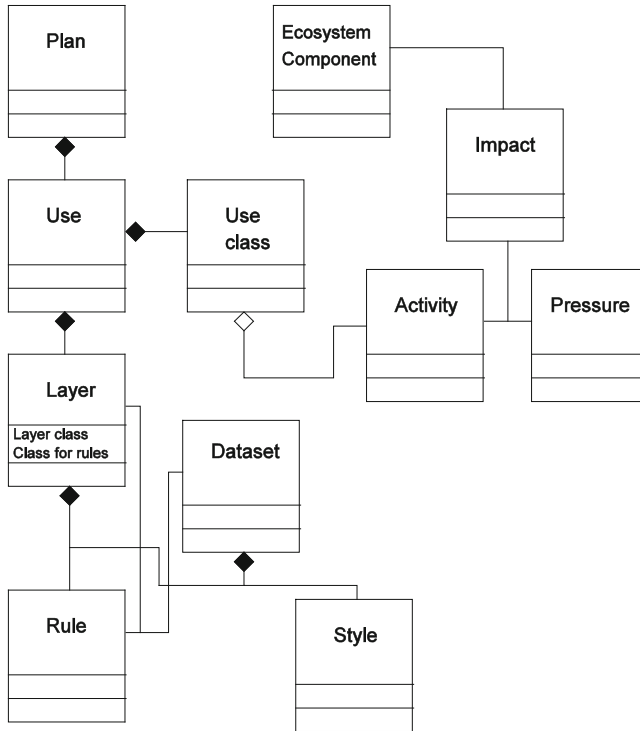 Plan
Ecosystem
Component
Impact
Use
Use
class
Activity
Pressure
Layer
Layer class
Class for rules
Dataset
Rule
Style